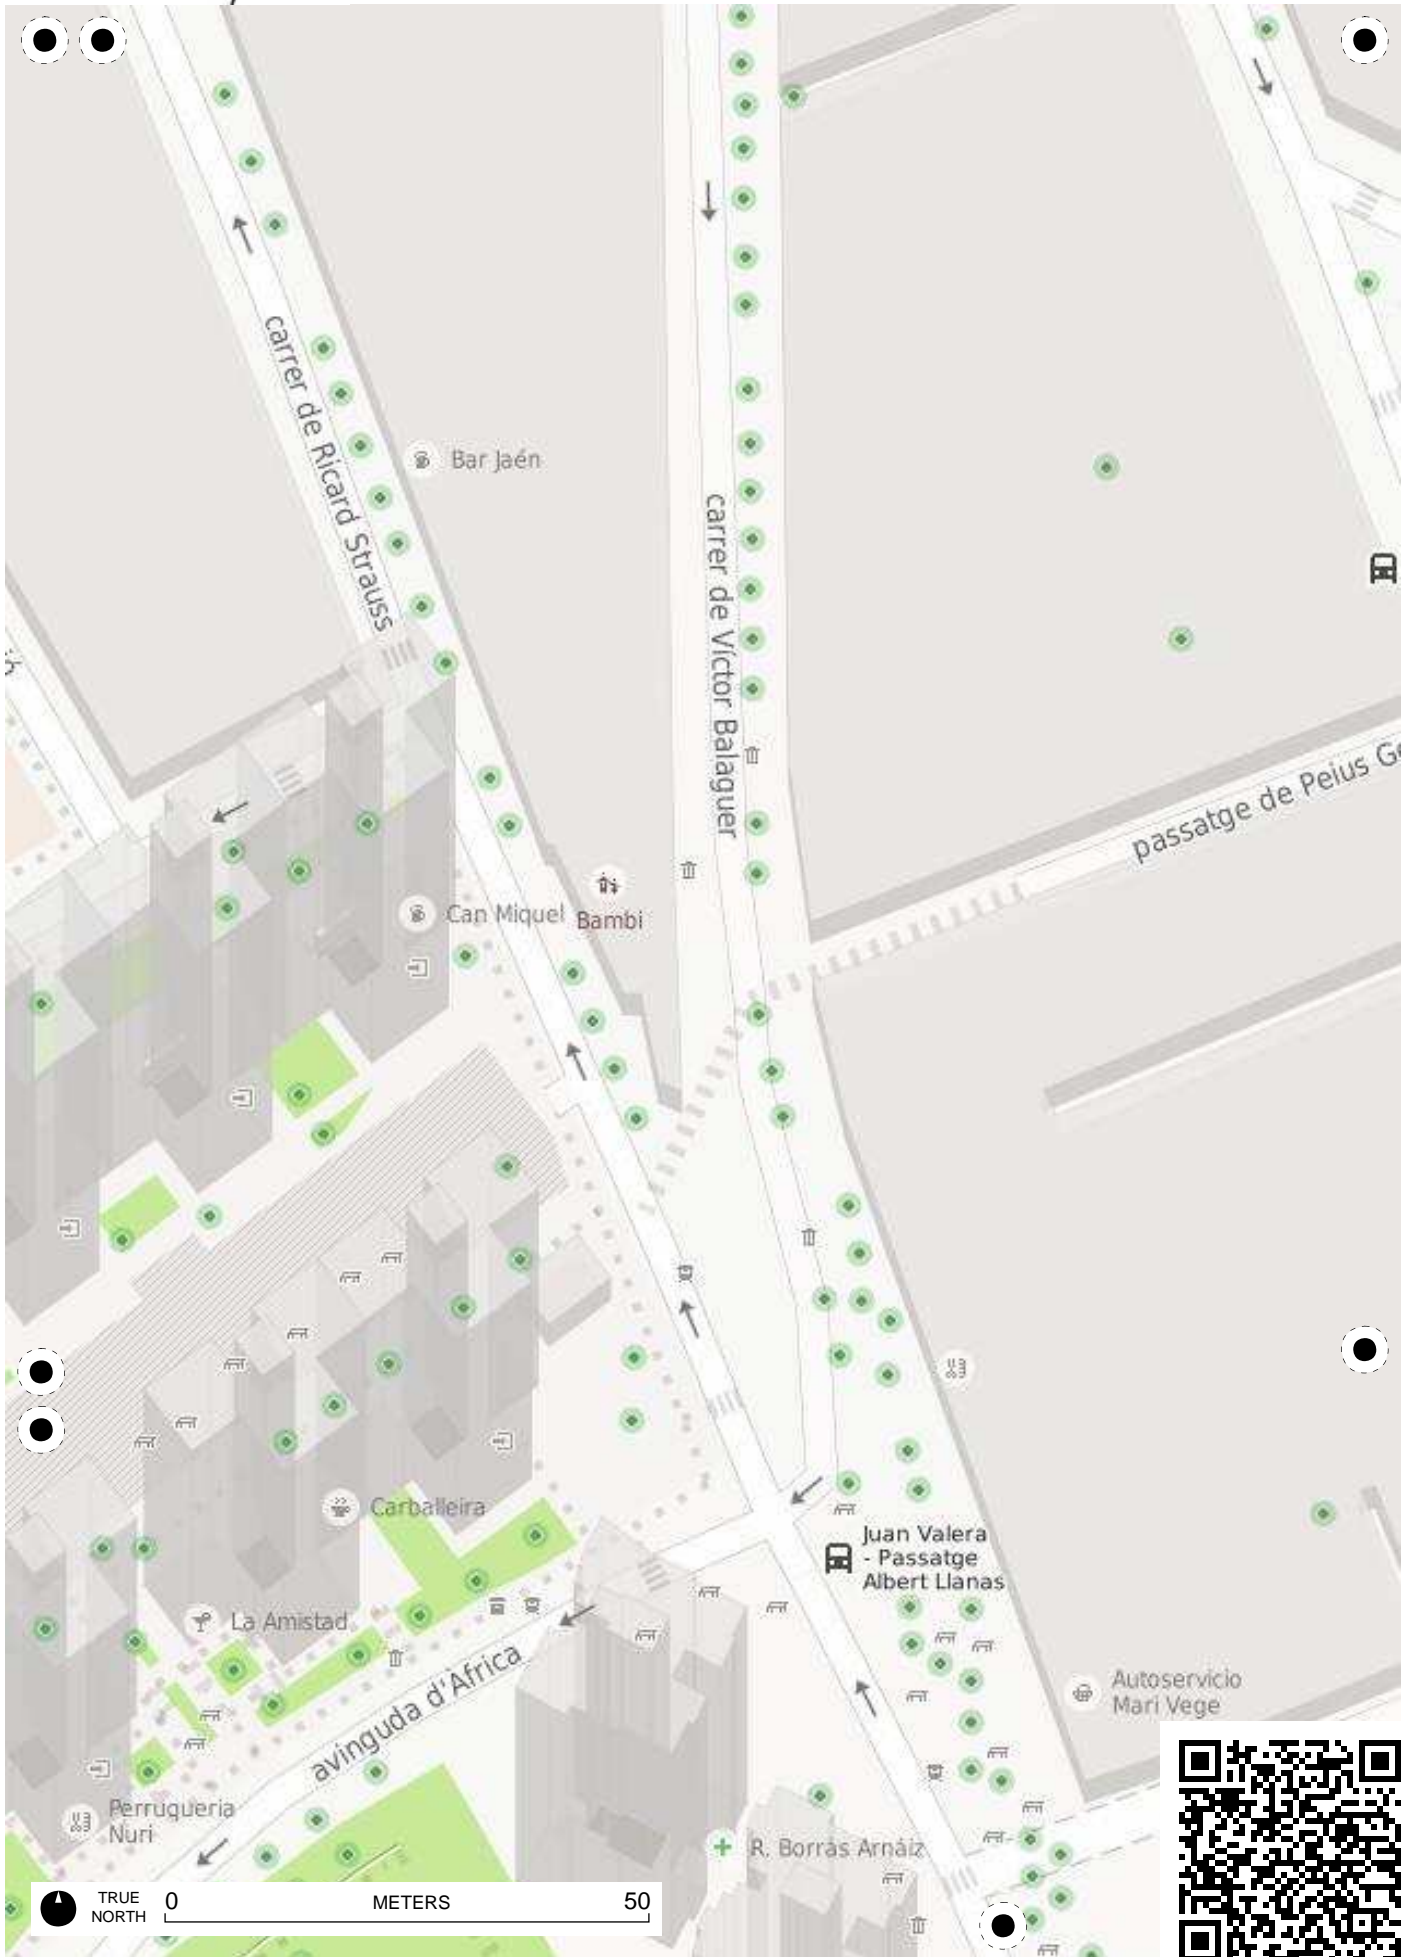 carrer de Ricard Strauss
Bar Jaén
carrer de Víctor Balaguer
passatge de Peius Ge
Can Miquel
Bambi
Carballeira
Juan Valera
- Passatge
Albert Llanas
La Amistad
avinguda d'Àfrica
Autoservicio
Mari Vege
Perruqueria
Nuri
R. Borràs Arnáiz
TRUE
NORTH
0 METERS 50